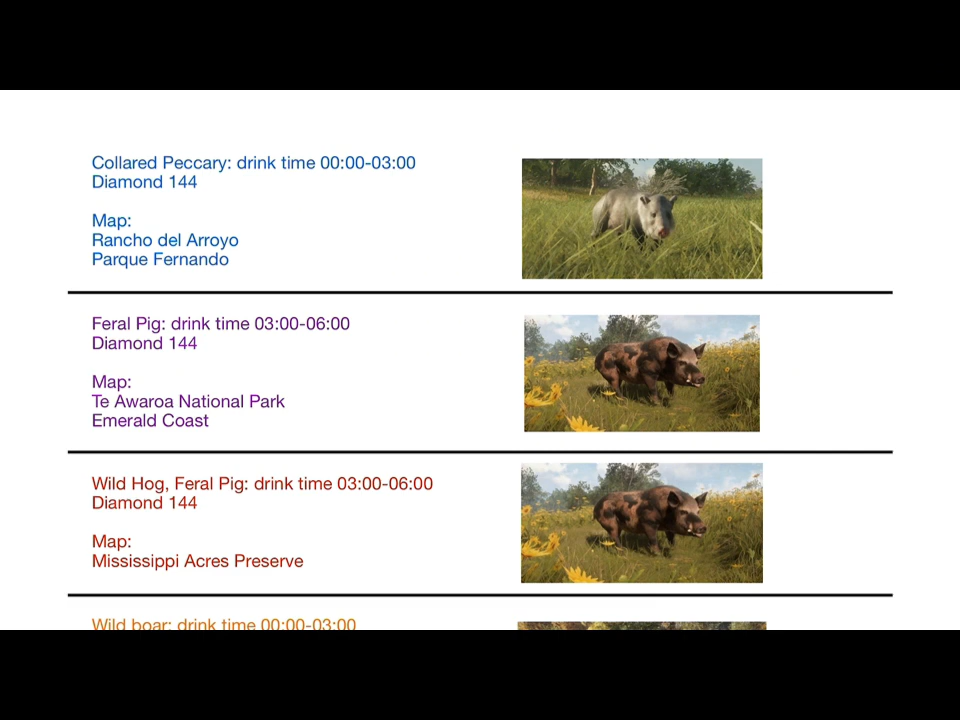 Collared Peccary: drink time 00:00-03:00
Diamond 144
Map:
Rancho del Arroyo
Parque Fernando
Feral Pig: drink time 03:00-06:00
Diamond 144
Map:
Te Awaroa National Park
Emerald Coast
Wild Hog, Feral Pig: drink time 03:00-06:00
Diamond 144
Map:
Mississippi Acres Preserve
Wild boar: drink time 00:00-03:00